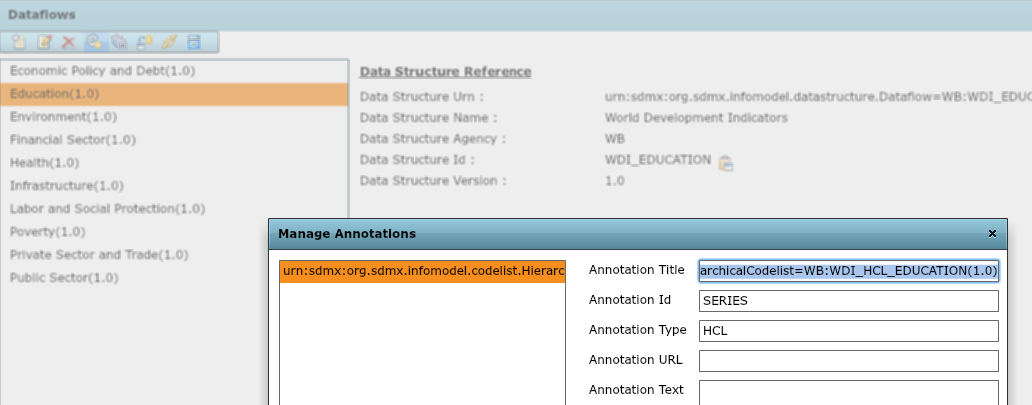 Dataflows
Economic Policy and Debt(1.0)
Education(1.0)
Environment(1.0)
Financial Sector(1.0)
Health(1.0)
Infrastructure(1.0)
Labor and Social Protection(1.0)
Poverty(1.0)
Private Sector and Trade(1.0)
Public Sector(1.0)
Data Structure Reference
Data Structure Urn : urn:sdmx:org.sdmx.infomodel.datastructure.Dataflow=WB:WDI_EDUC
Data Structure Name : World Development Indicators
Data Structure Agency : WB
Data Structure Id : WDI_EDUCATION
Data Structure Version : 1.0
Manage Annotations ×
urn:sdmx:org.sdmx.infomodel.codelist.Hierarc
Annotation Title archicalCodelist=WB:WDI_HCL_EDUCATION(1.0)
Annotation Id SERIES
Annotation Type HCL
Annotation URL
Annotation Text